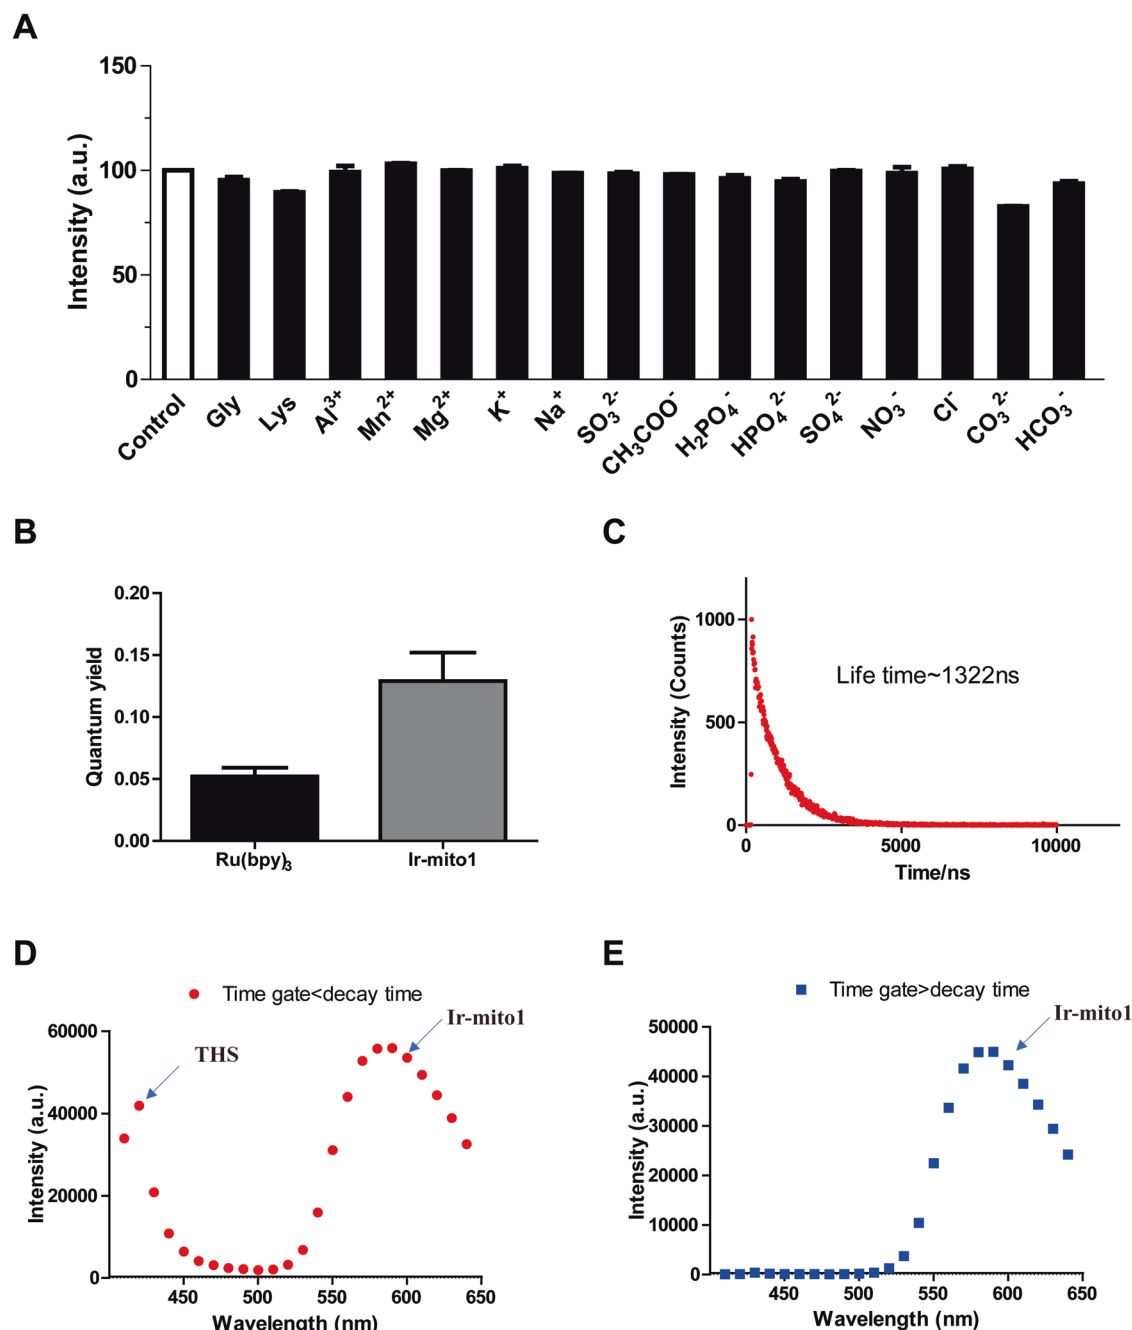 A
150
100
50
0
Intensity (a.u.)
Control
Gly
Lys
Al³⁺
Mn²⁺
Mg²⁺
K⁺
Na⁺
SO₃²⁻
CH₃COO⁻
H₂PO₄⁻
HPO₄²⁻
SO₄²⁻
NO₃⁻
Cl⁻
CO₃²⁻
HCO₃⁻
B
0.20
0.15
0.10
0.05
0.00
Quantum yield
Ru(bpy)₃
Ir-mito1
C
1000
500
0
Intensity (Counts)
Life time~1322ns
0
5000
10000
Time/ns
D
Time gate<decay time
Ir-mito1
THS
60000
40000
20000
0
Intensity (a.u.)
450
500
550
600
650
Wavelength (nm)
E
Time gate>decay time
Ir-mito1
50000
40000
30000
20000
10000
0
Intensity (a.u.)
450
500
550
600
650
Wavelength (nm)